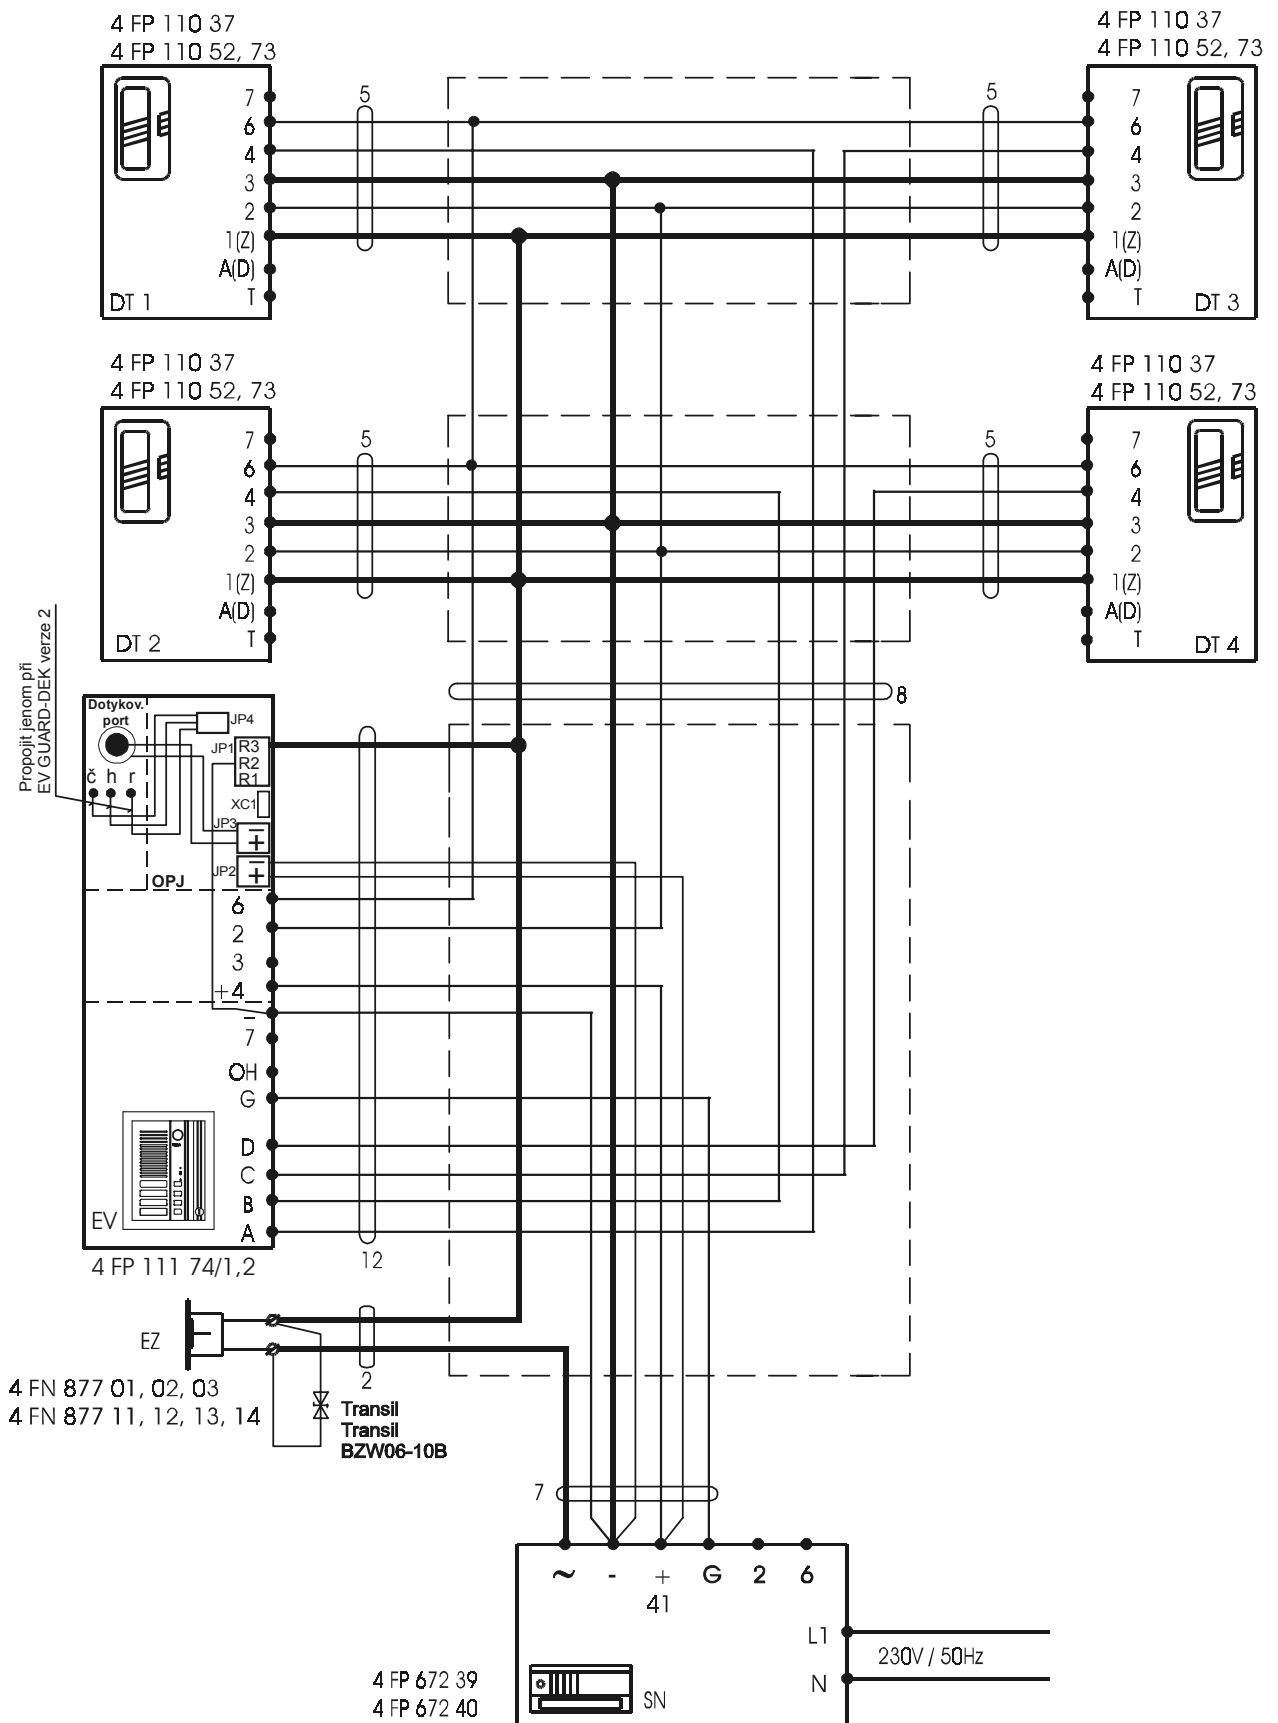 4 FP 110 37
4 FP 110 52, 73
7
6
4
3
2
1(Z)
A(D)
T
DT 1
5
5
4 FP 110 37
4 FP 110 52, 73
7
6
4
3
2
1(Z)
A(D)
T
DT 3
4 FP 110 37
4 FP 110 52, 73
7
6
4
3
2
1(Z)
A(D)
T
DT 2
5
5
4 FP 110 37
4 FP 110 52, 73
7
6
4
3
2
1(Z)
A(D)
T
DT 4
8
Propojit jenom při
EV GUARD-DEK verze 2
Dotykov.
port
č h r
JP4
JP1
R3
R2
R1
XC1
JP3
– +
JP2
– +
OPJ
6
2
3
+4
–
7
OH
G
D
C
B
A
EV
4 FP 111 74/1,2
12
EZ
2
4 FN 877 01, 02, 03
4 FN 877 11, 12, 13, 14
Transil
Transil
BZW06-10B
7
~ - + G 2 6
41
L1
230V / 50Hz
N
4 FP 672 39
4 FP 672 40
SN